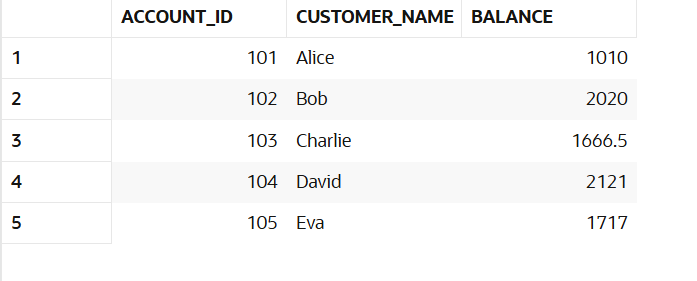 ACCOUNT_ID CUSTOMER_NAME BALANCE
1 101 Alice 1010
2 102 Bob 2020
3 103 Charlie 1666.5
4 104 David 2121
5 105 Eva 1717